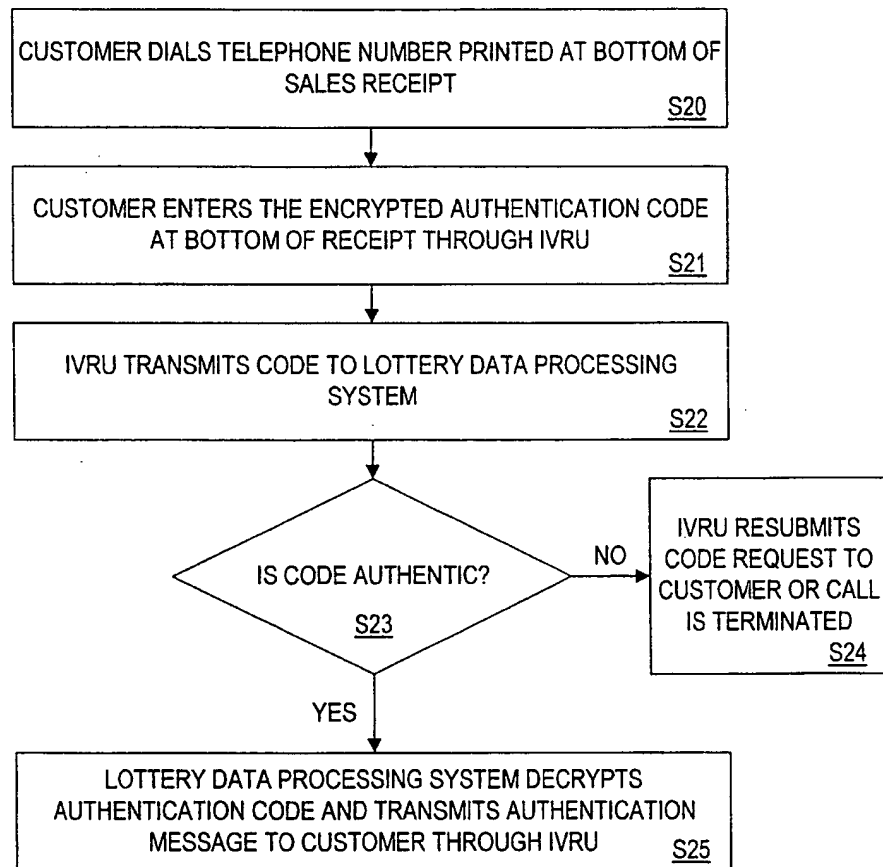 CUSTOMER DIALS TELEPHONE NUMBER PRINTED AT BOTTOM OF
SALES RECEIPT
S20
CUSTOMER ENTERS THE ENCRYPTED AUTHENTICATION CODE
AT BOTTOM OF RECEIPT THROUGH IVRU
S21
IVRU TRANSMITS CODE TO LOTTERY DATA PROCESSING
SYSTEM
S22
IS CODE AUTHENTIC?
S23
NO
IVRU RESUBMITS
CODE REQUEST TO
CUSTOMER OR CALL
IS TERMINATED
S24
YES
LOTTERY DATA PROCESSING SYSTEM DECRYPTS
AUTHENTICATION CODE AND TRANSMITS AUTHENTICATION
MESSAGE TO CUSTOMER THROUGH IVRU
S25